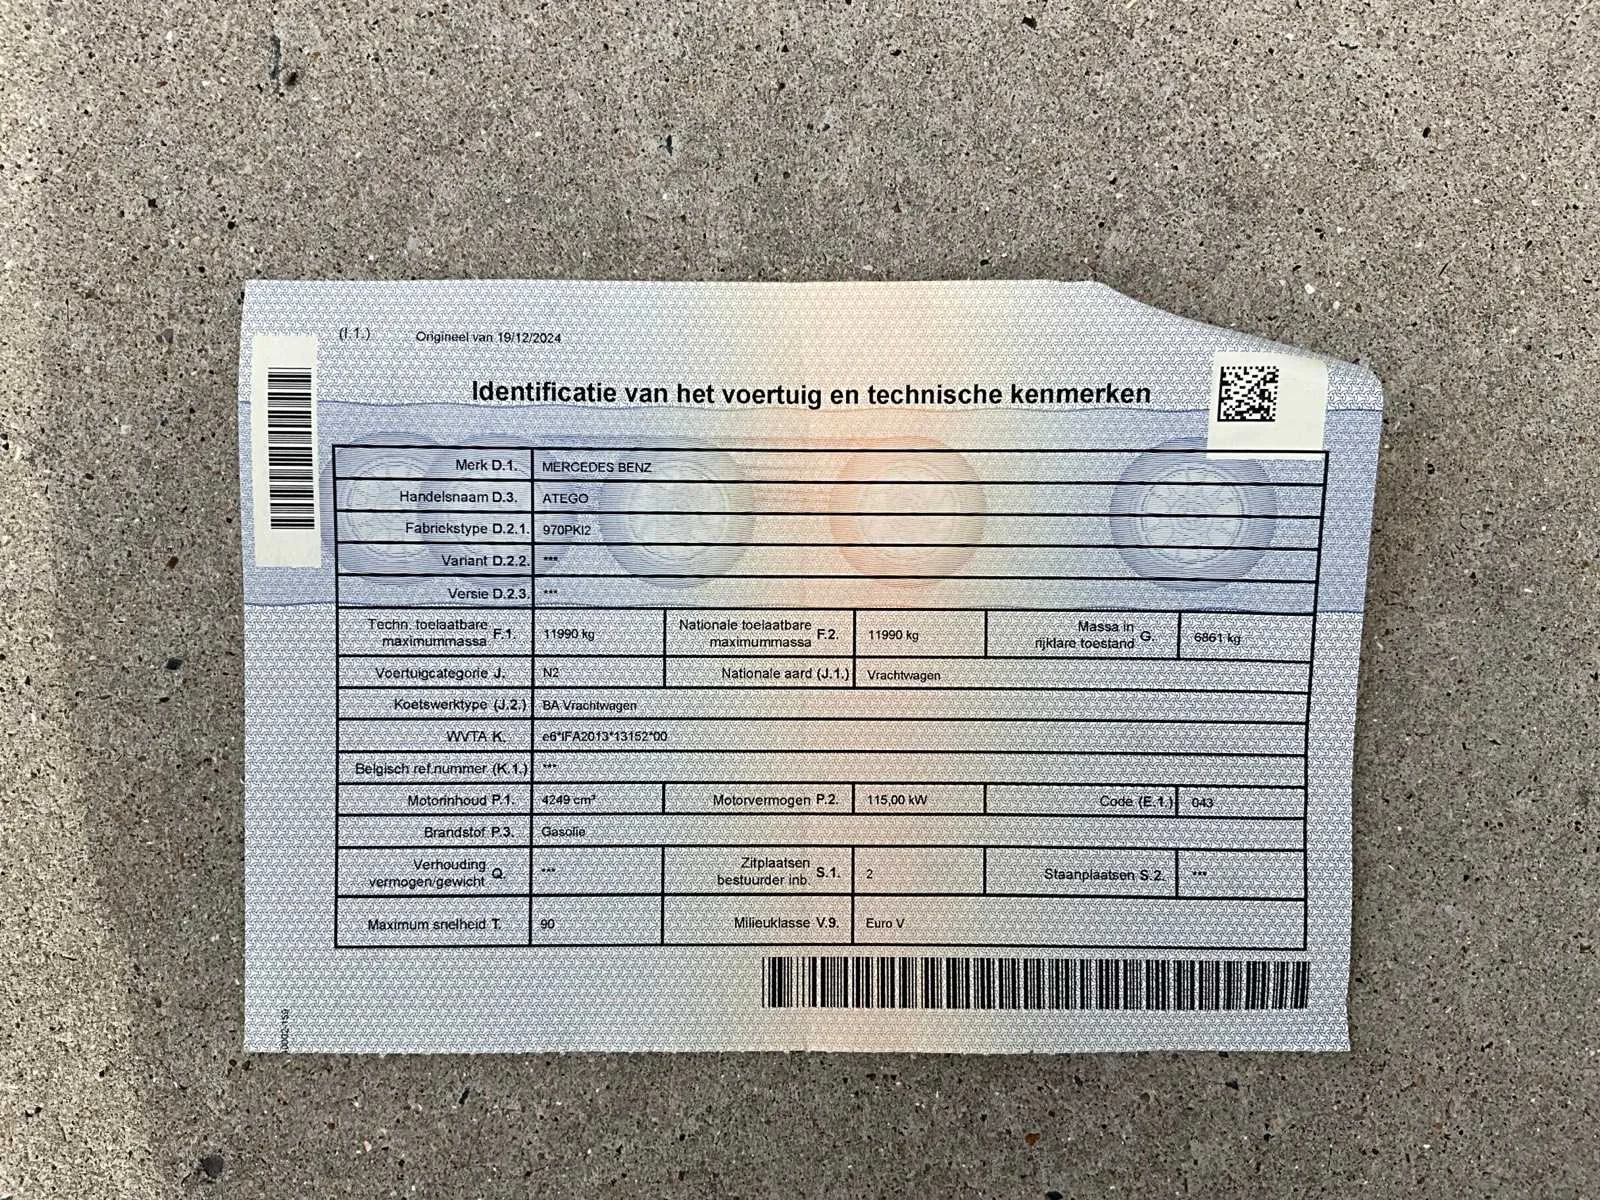 (I.1.) Origineel van 19/12/2024
Identificatie van het voertuig en technische kenmerken
Merk D.1. MERCEDES BENZ
Handelsnaam D.3. ATEGO
Fabriekstype D.2.1. 970PKI2
Variant D.2.2. ***
Versie D.2.3. ***
Techn. toelaatbare maximummassa F.1. 11990 kg Nationale toelaatbare maximummassa F.2. 11990 kg Massa in rijklare toestand G. 6861 kg
Voertuigcategorie J. N2 Nationale aard (J.1.) Vrachtwagen
Koetswerktype (J.2.) BA Vrachtwagen
WVTA K. e6*IFA2013*13152*00
Belgisch ref.nummer (K.1.) ***
Motorinhoud P.1. 4249 cm³ Motorvermogen P.2. 115,00 kW Code (E.1.) 043
Brandstof P.3. Gasolie
Verhouding vermogen/gewicht Q. *** Zitplaatsen bestuurder inb. S.1. 2 Staanplaatsen S.2. ***
Maximum snelheid T. 90 Milieuklasse V.9. Euro V